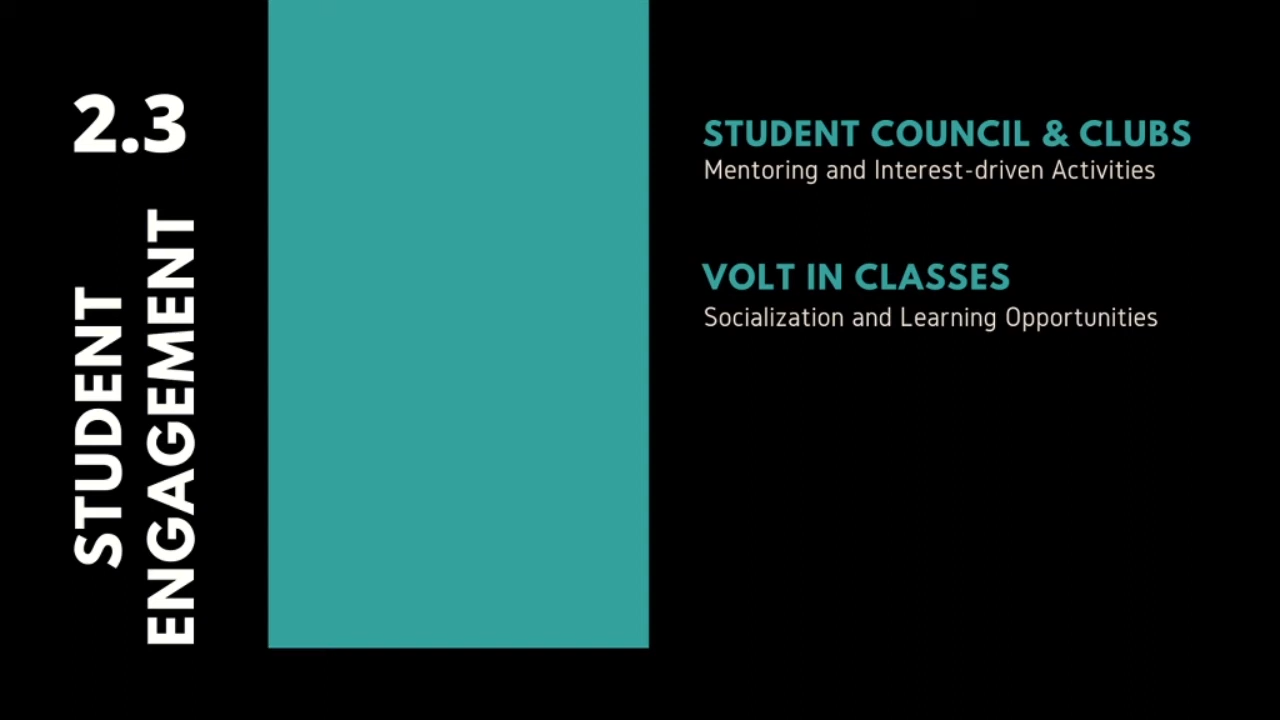 2.3
STUDENT
ENGAGEMENT
STUDENT COUNCIL & CLUBS
Mentoring and Interest-driven Activities
VOLT IN CLASSES
Socialization and Learning Opportunities